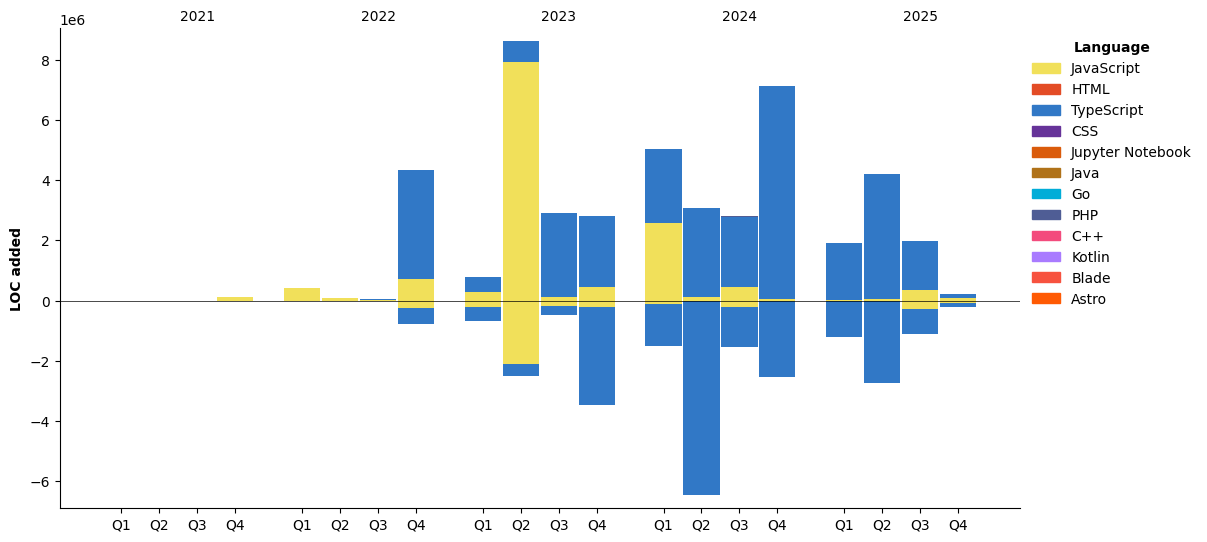 2021 2022 2023 2024 2025
1e6
Language
JavaScript
HTML
TypeScript
CSS
Jupyter Notebook
Java
Go
PHP
C++
Kotlin
Blade
Astro
LOC added
8
6
4
2
0
−2
−4
−6
Q1 Q2 Q3 Q4 Q1 Q2 Q3 Q4 Q1 Q2 Q3 Q4 Q1 Q2 Q3 Q4 Q1 Q2 Q3 Q4